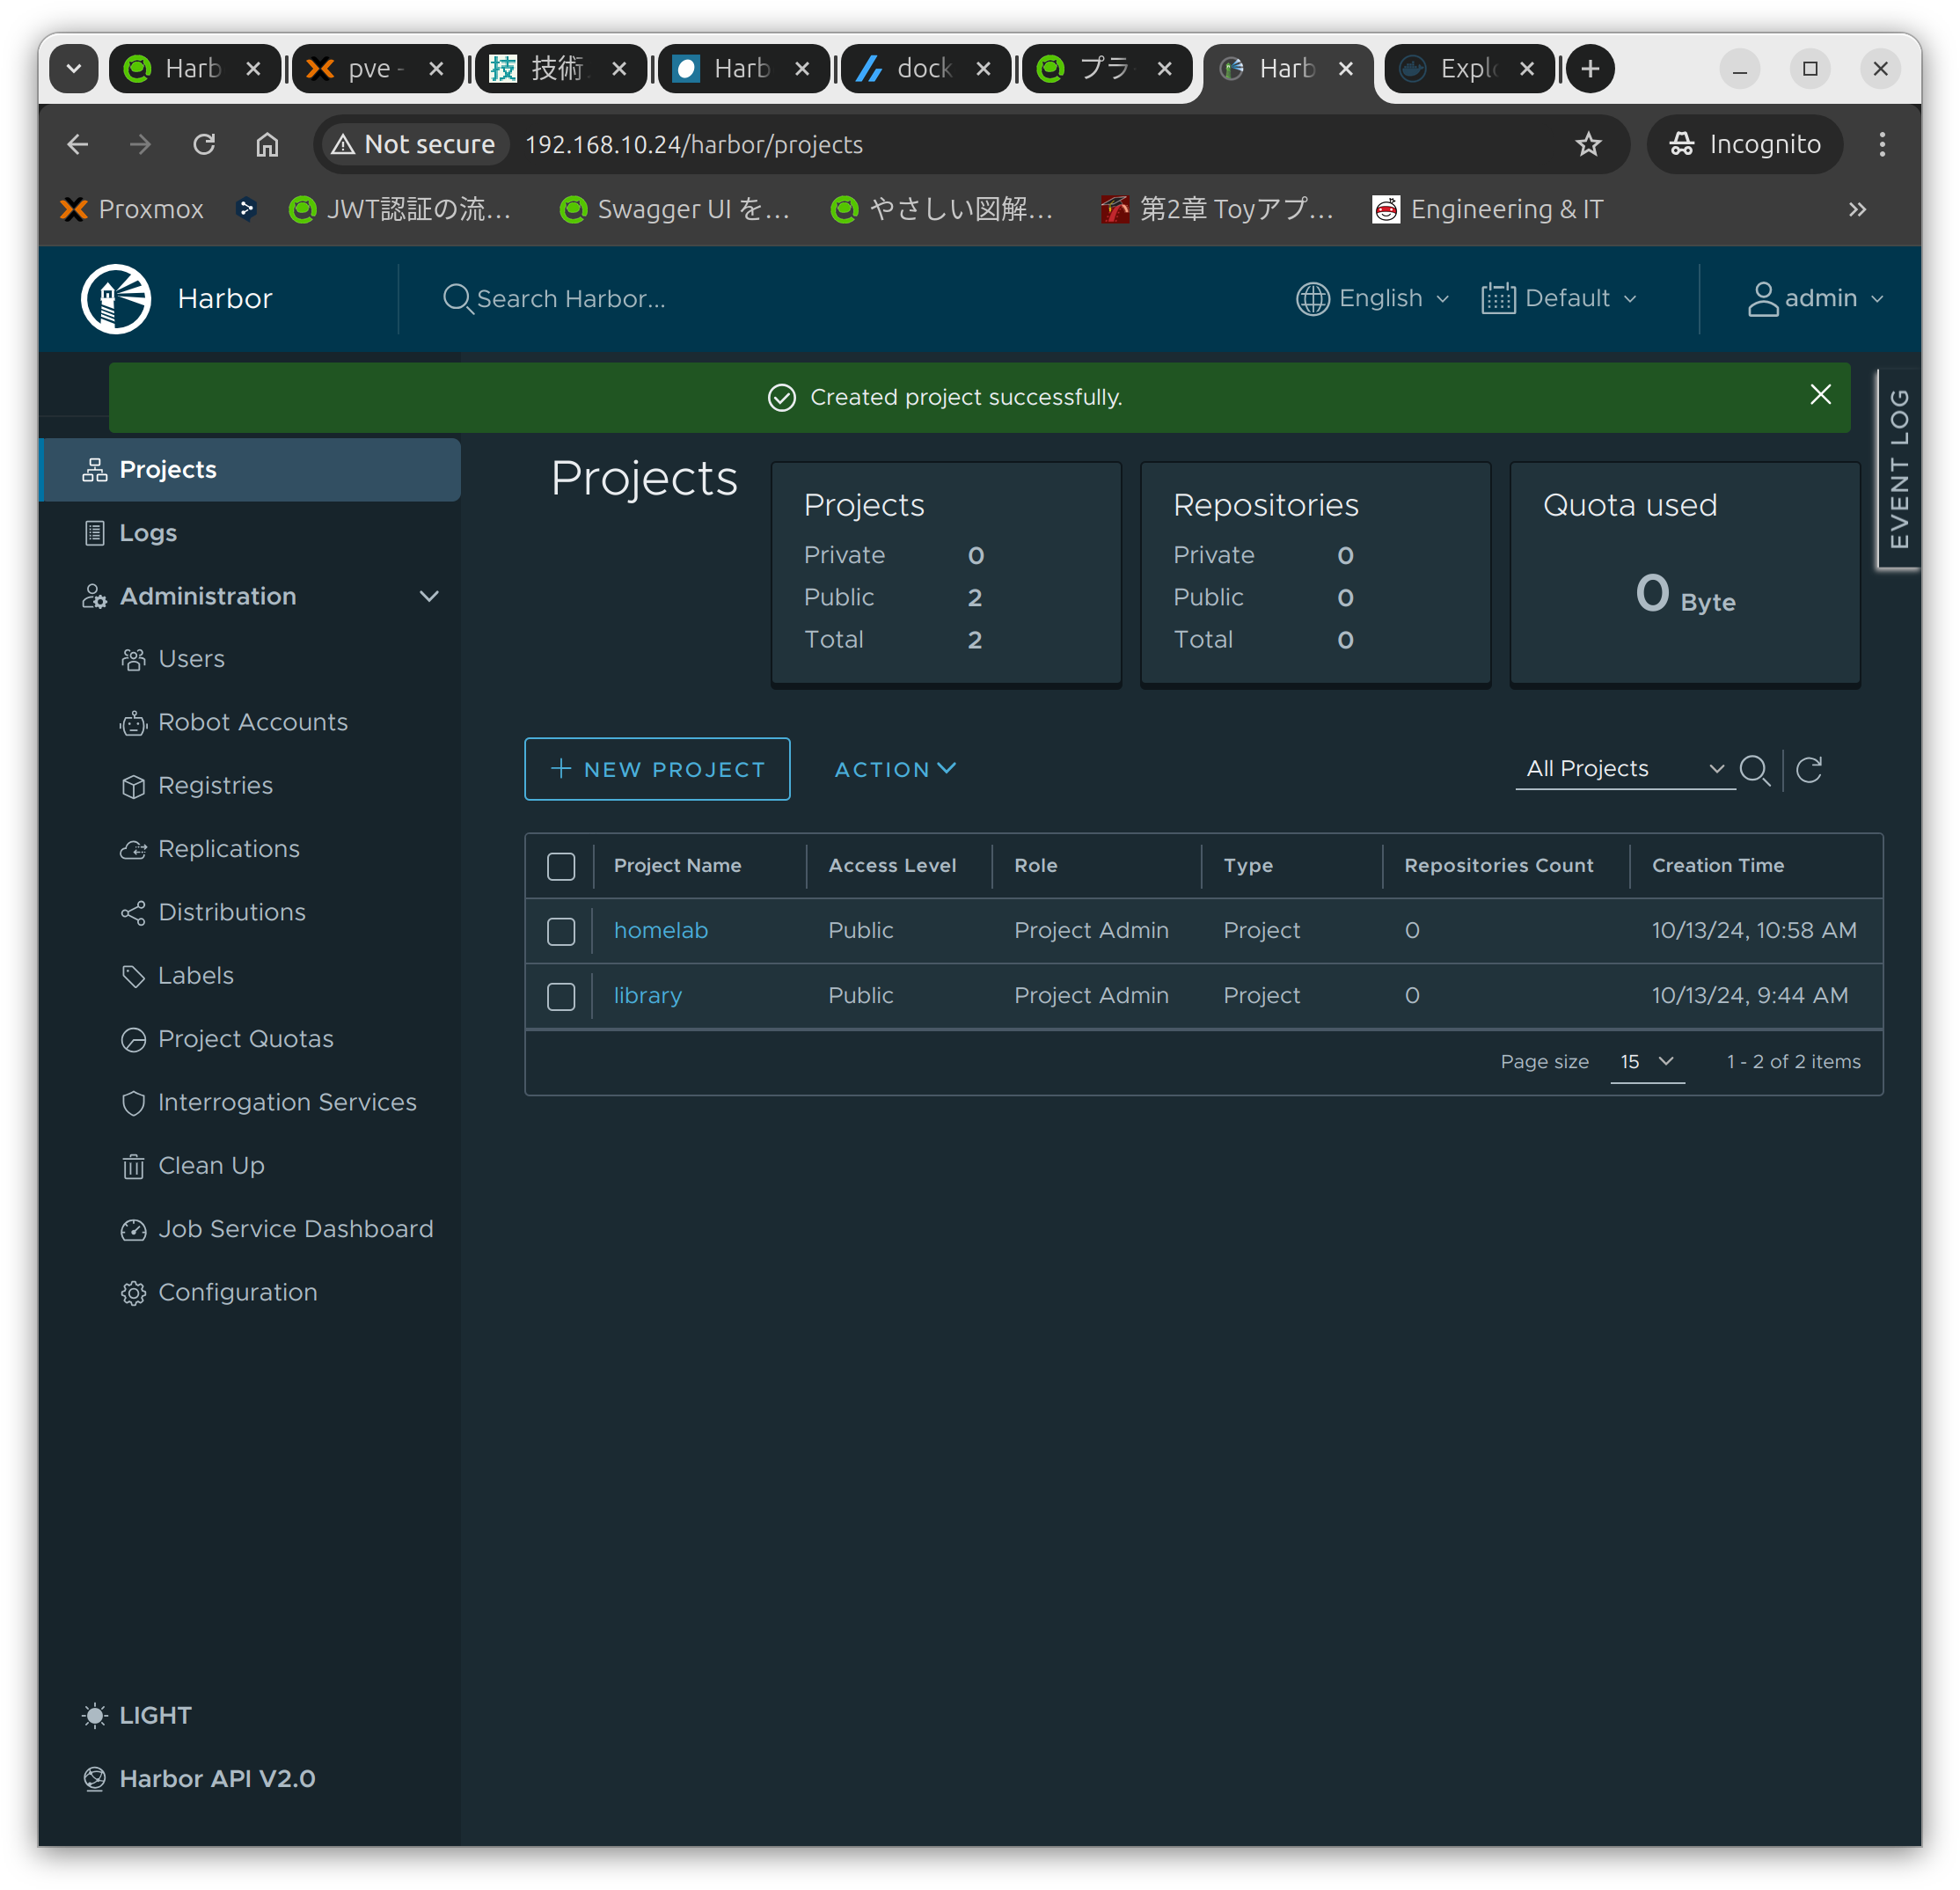 Harb
pve -
技術
Harb
dock
プラ
Harb
Expl
Not secure
192.168.10.24/harbor/projects
Incognito
Proxmox
JWT認証の流…
Swagger UI を…
やさしい図解…
第2章 Toyアプ…
Engineering & IT
Harbor
Search Harbor...
English
Default
admin
Created project successfully.
EVENT LOG
Projects
Logs
Administration
Users
Robot Accounts
Registries
Replications
Distributions
Labels
Project Quotas
Interrogation Services
Clean Up
Job Service Dashboard
Configuration
LIGHT
Harbor API V2.0
Projects
Projects
Private 0
Public 2
Total 2
Repositories
Private 0
Public 0
Total 0
Quota used
0 Byte
NEW PROJECT
ACTION
All Projects
Project Name Access Level Role Type Repositories Count Creation Time
homelab Public Project Admin Project 0 10/13/24, 10:58 AM
library Public Project Admin Project 0 10/13/24, 9:44 AM
Page size 15 1 - 2 of 2 items